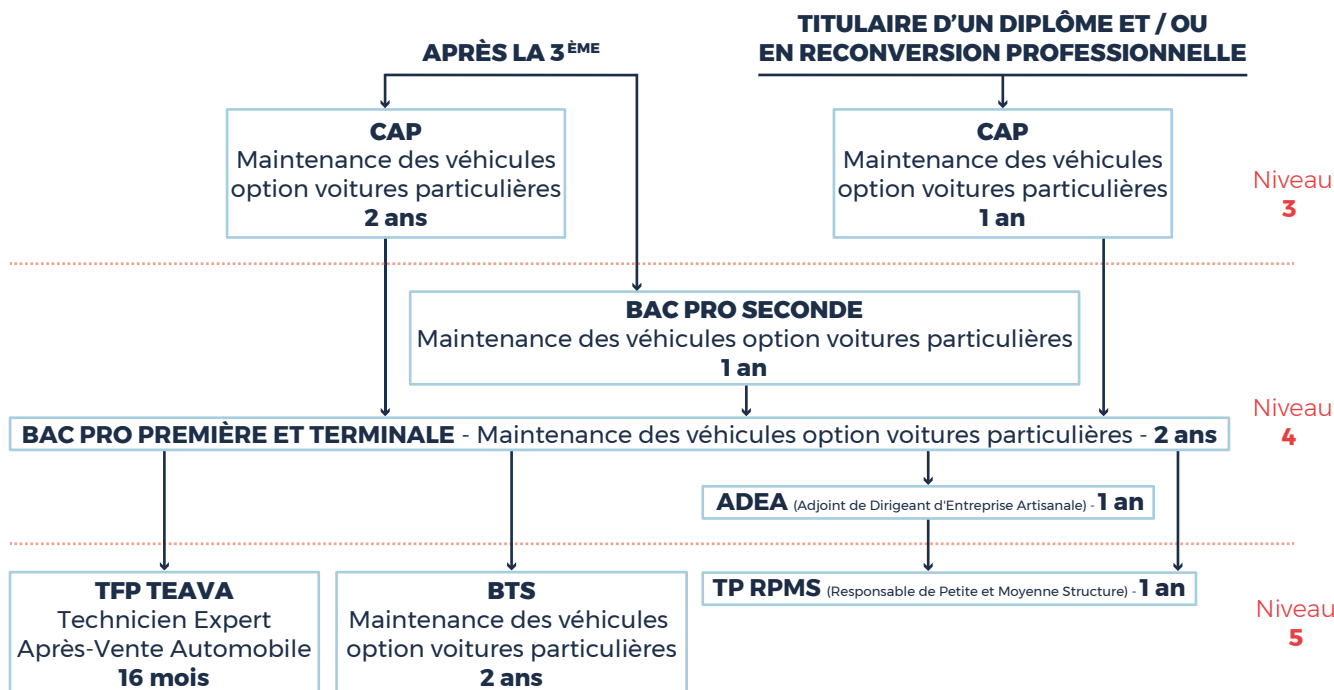 APRÈS LA 3ÈME
TITULAIRE D'UN DIPLÔME ET / OU
EN RECONVERSION PROFESSIONNELLE
CAP
Maintenance des véhicules
option voitures particulières
2 ans
CAP
Maintenance des véhicules
option voitures particulières
1 an
Niveau
3
BAC PRO SECONDE
Maintenance des véhicules option voitures particulières
1 an
BAC PRO PREMIÈRE ET TERMINALE - Maintenance des véhicules option voitures particulières - 2 ans
Niveau
4
ADEA (Adjoint de Dirigeant d'Entreprise Artisanale) - 1 an
TFP TEAVA
Technicien Expert
Après-Vente Automobile
16 mois
BTS
Maintenance des véhicules
option voitures particulières
2 ans
TP RPMS (Responsable de Petite et Moyenne Structure) - 1 an
Niveau
5